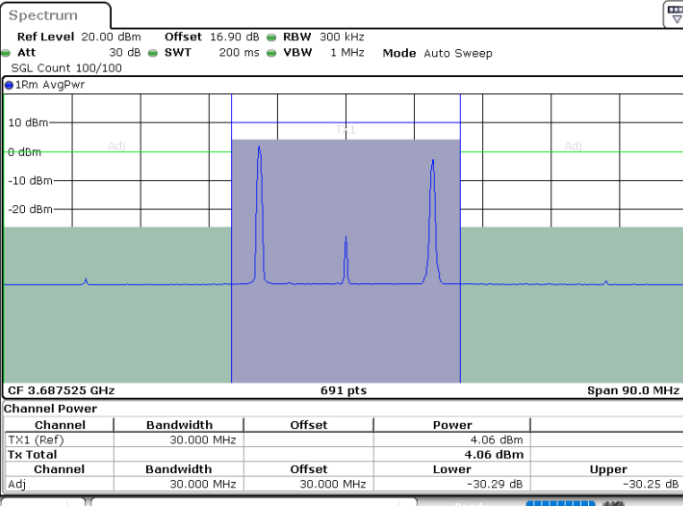 Spectrum
Ref Level 20.00 dBm Offset 16.90 dB RBW 300 kHz
Att 30 dB SWT 200 ms VBW 1 MHz Mode Auto Sweep
SGL Count 100/100
1Rm AvgPwr
10 dBm
TX1
Adj
0 dBm
Adj
-10 dBm
-20 dBm
CF 3.687525 GHz 691 pts Span 90.0 MHz
Channel Power
Channel Bandwidth Offset Power
TX1 (Ref) 30.000 MHz 4.06 dBm
Tx Total 4.06 dBm
Channel Bandwidth Offset Lower Upper
Adj 30.000 MHz 30.000 MHz -30.29 dB -30.25 dB